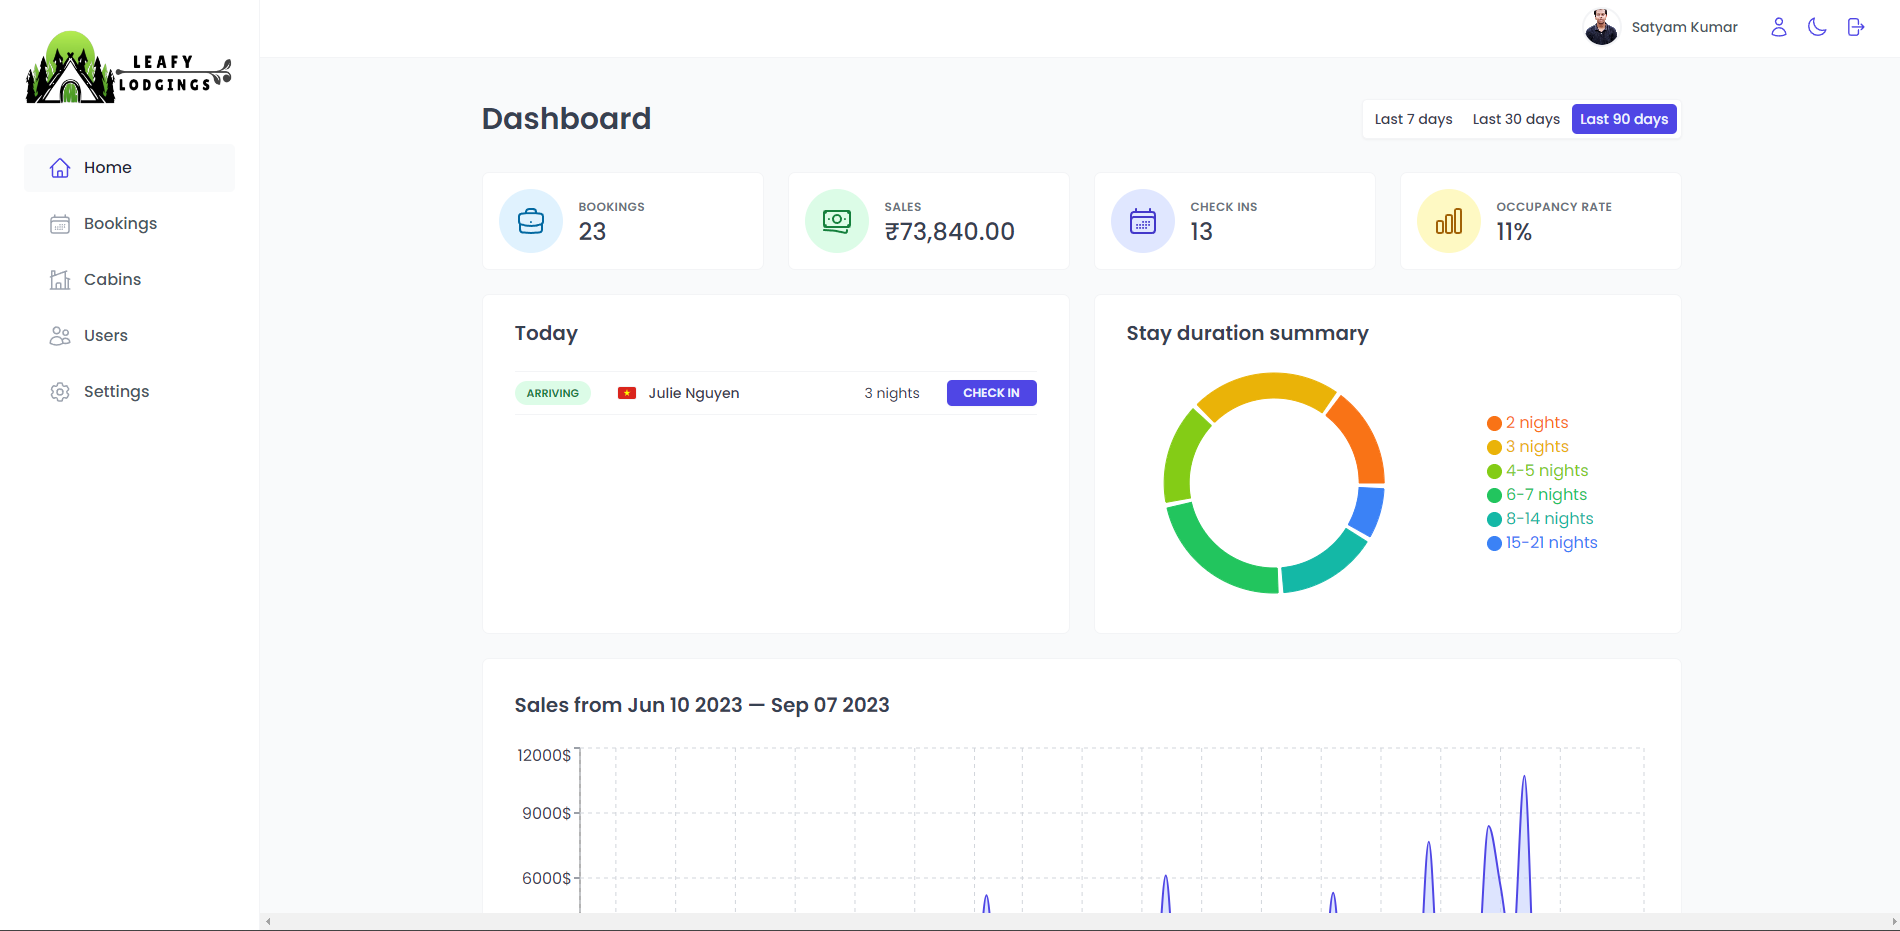 LEAFY
LODGINGS
Satyam Kumar
Home
Bookings
Cabins
Users
Settings
Dashboard
Last 7 days Last 30 days Last 90 days
BOOKINGS
23
SALES
₹73,840.00
CHECK INS
13
OCCUPANCY RATE
11%
Today
ARRIVING Julie Nguyen 3 nights CHECK IN
Stay duration summary
2 nights
3 nights
4-5 nights
6-7 nights
8-14 nights
15-21 nights
Sales from Jun 10 2023 — Sep 07 2023
12000$
9000$
6000$